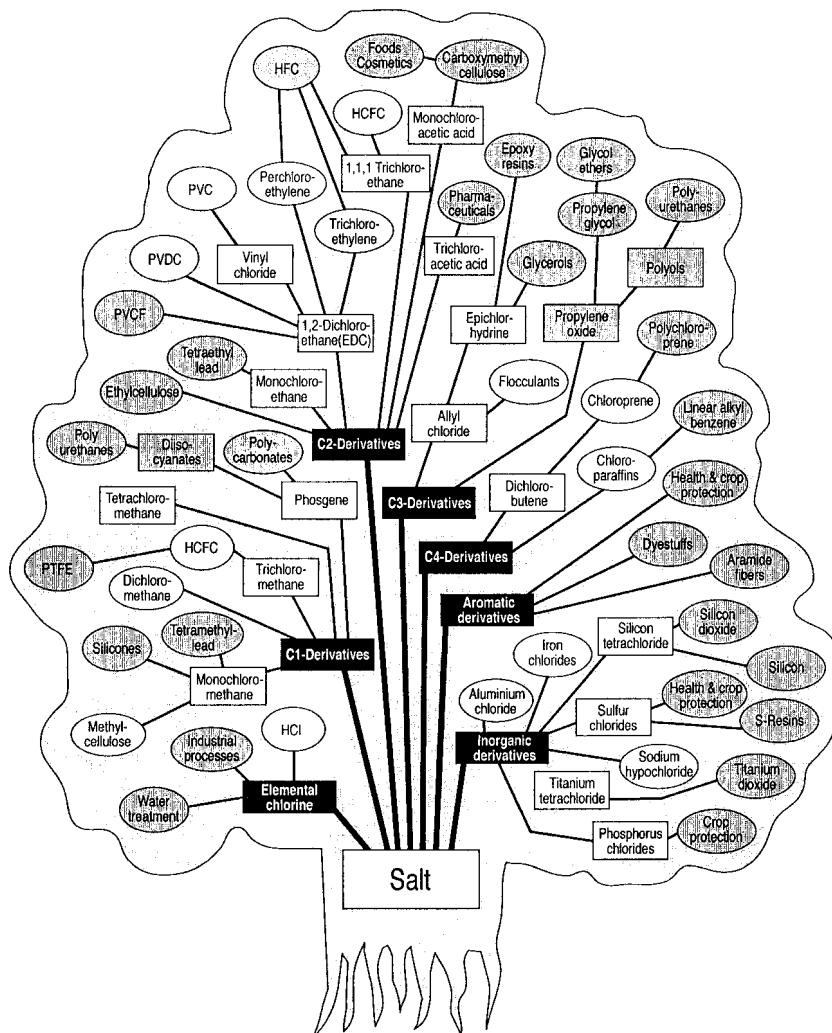 Foods
Cosmetics
Carboxymethyl
cellulose
HFC
HCFC
Monochloro-
acetic acid
Epoxy
resins
Glycol
ethers
PVC
Perchloro-
ethylene
1,1,1 Trichloro-
ethane
Pharma-
ceuticals
Propylene
glycol
Poly-
urethanes
PVDC
Vinyl
chloride
Trichloro-
ethylene
Trichloro-
acetic acid
Glycerols
Polyols
PVCF
1,2-Dichloro-
ethane(EDC)
Epichlor-
hydrine
Propylene
oxide
Polychloro-
prene
Tetraethyl
lead
Monochloro-
ethane
Flocculants
Ethylcellulose
Chloroprene
Linear alkyl
benzene
Allyl
chloride
C2-Derivatives
Poly
urethanes
Diiso-
cyanates
Poly-
carbonates
Chloro-
paraffins
Health & crop
protection
Tetrachloro-
methane
Phosgene
C3-Derivatives
Dichloro-
butene
PTFE
HCFC
Trichloro-
methane
C4-Derivatives
Dyestuffs
Aramide
fibers
Dichloro-
methane
Aromatic
derivatives
Silicones
Tetramethyl-
lead
C1-Derivatives
Iron
chlorides
Silicon
tetrachloride
Silicon
dioxide
Silicon
Monochloro-
methane
Aluminium
chloride
Sulfur
chlorides
Health & crop
protection
S-Resins
Methyl-
cellulose
HCl
Industrial
processes
Inorganic
derivatives
Sodium
hypochloride
Titanium
tetrachloride
Titanium
dioxide
Water
treatment
Elemental
chlorine
Phosphorus
chlorides
Crop
protection
Salt